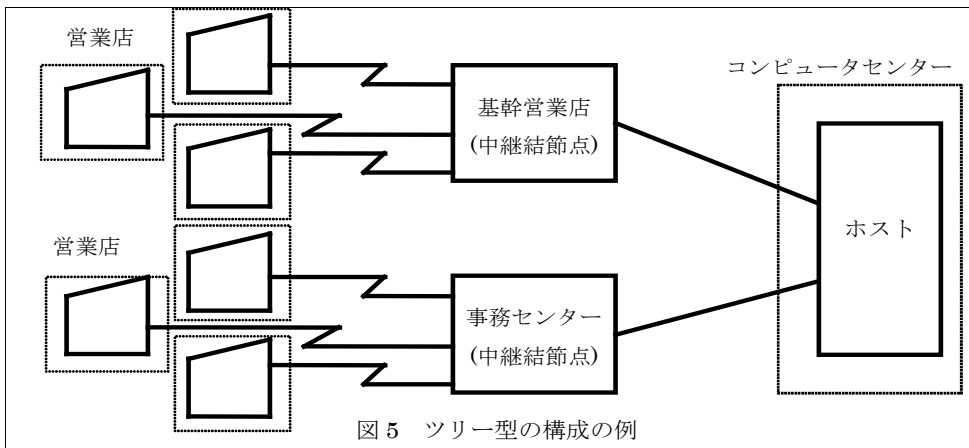 営業店
コンピュータセンター
基幹営業店
(中継結節点)
ホスト
営業店
事務センター
(中継結節点)
図 5 ツリー型の構成の例